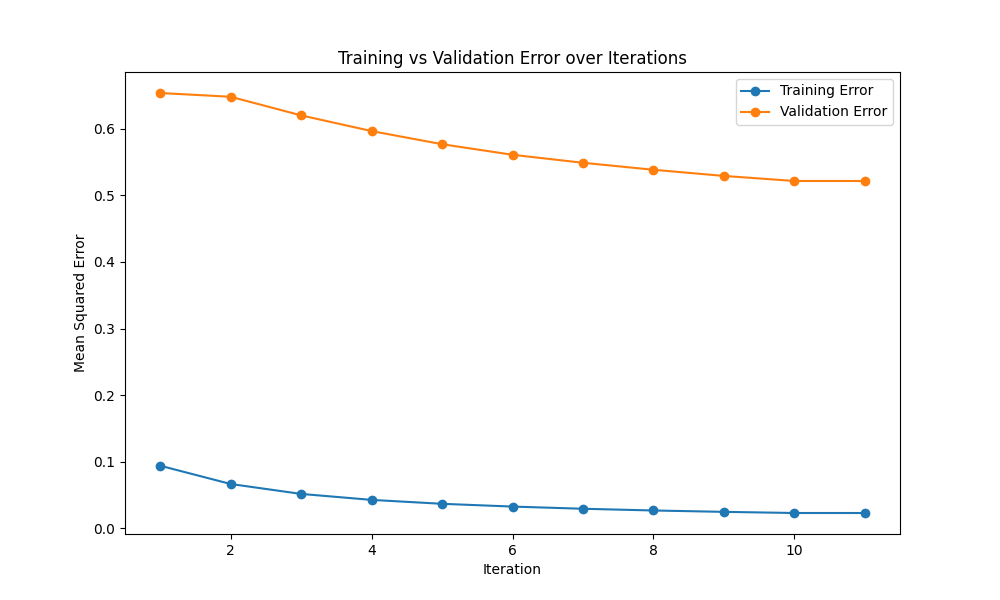 Training vs Validation Error over Iterations
Training Error
Validation Error
Mean Squared Error
0.6
0.5
0.4
0.3
0.2
0.1
0.0
2 4 6 8 10
Iteration